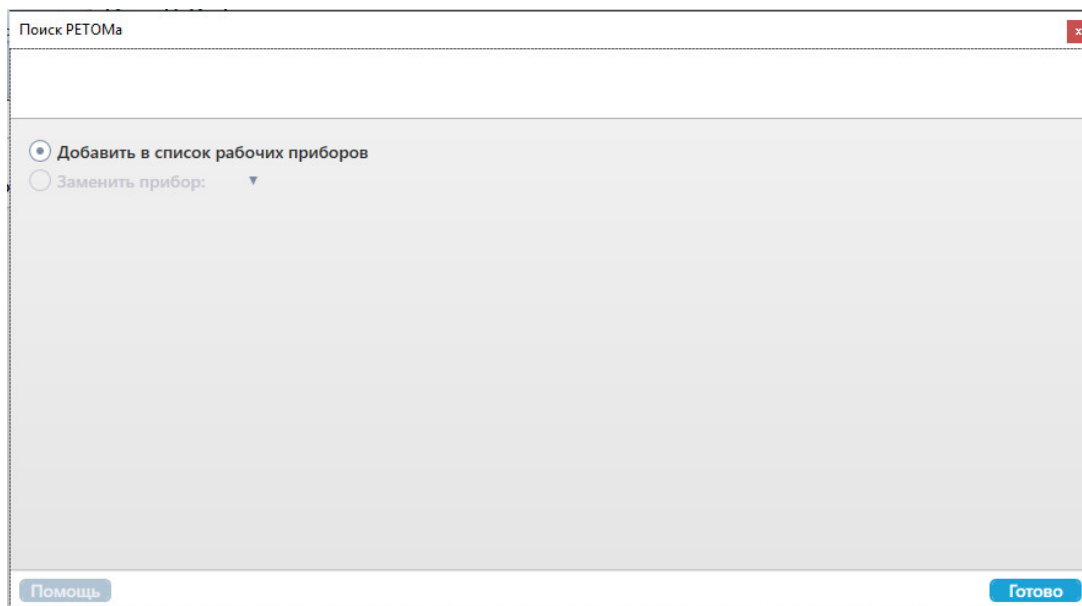 Поиск РЕТОМа
Добавить в список рабочих приборов
Заменить прибор:
Помощь
Готово